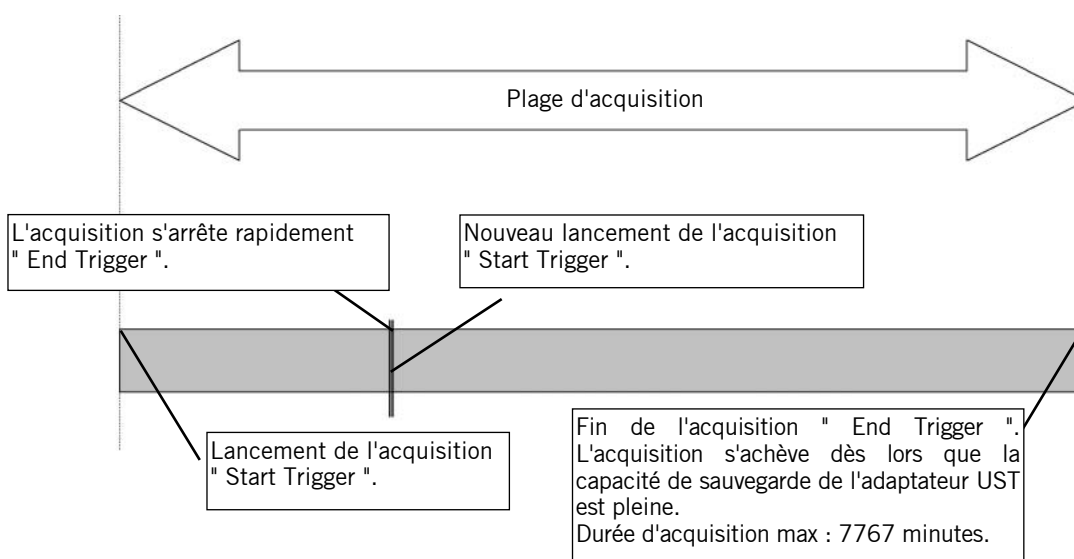 Plage d'acquisition
L'acquisition s'arrête rapidement
" End Trigger ".
Nouveau lancement de l'acquisition
" Start Trigger ".
Lancement de l'acquisition
" Start Trigger ".
Fin de l'acquisition " End Trigger ".
L'acquisition s'achève dès lors que la
capacité de sauvegarde de l'adaptateur UST
est pleine.
Durée d'acquisition max : 7767 minutes.